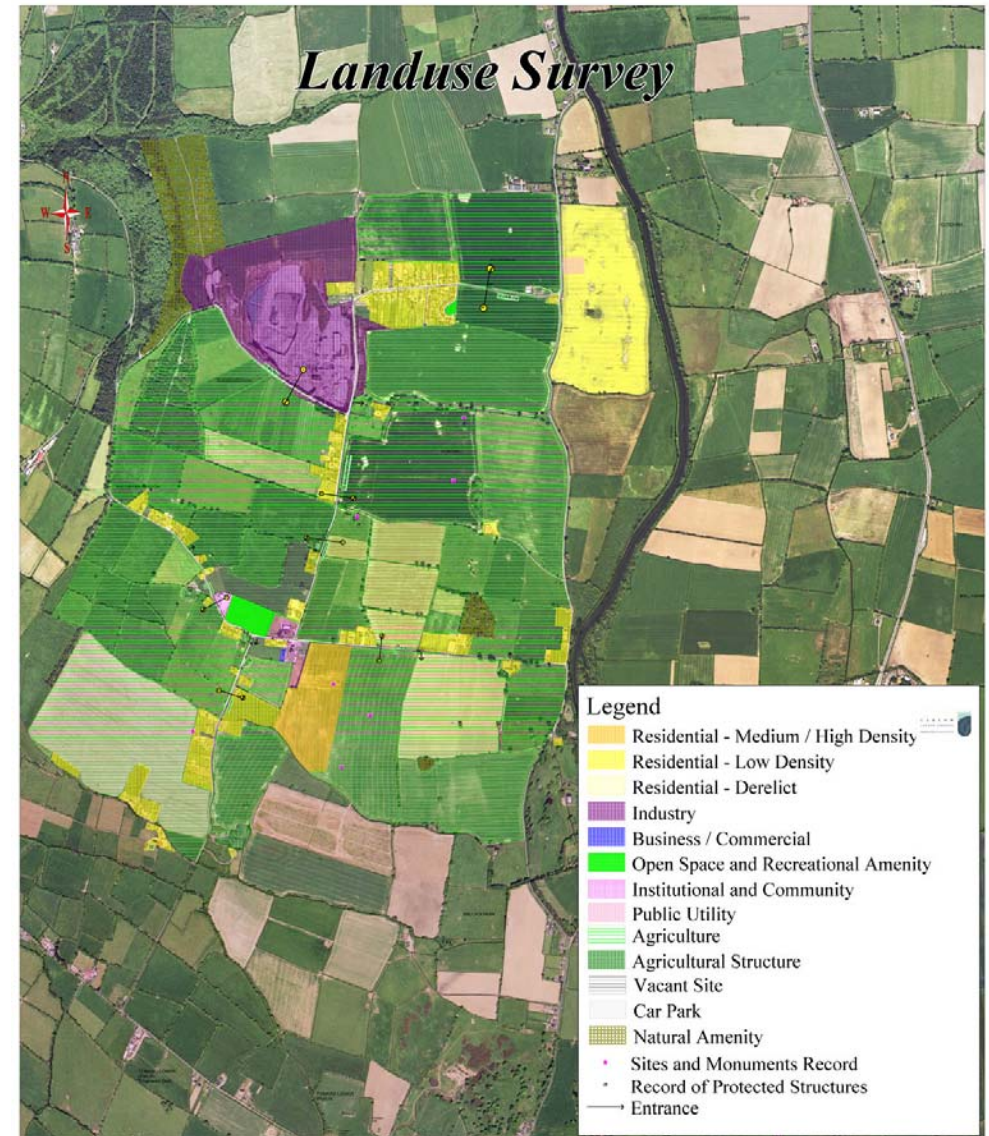 Landuse Survey
N
W E
S
Legend
Residential - Medium / High Density
Residential - Low Density
Residential - Derelict
Industry
Business / Commercial
Open Space and Recreational Amenity
Institutional and Community
Public Utility
Agriculture
Agricultural Structure
Vacant Site
Car Park
Natural Amenity
Sites and Monuments Record
Record of Protected Structures
Entrance